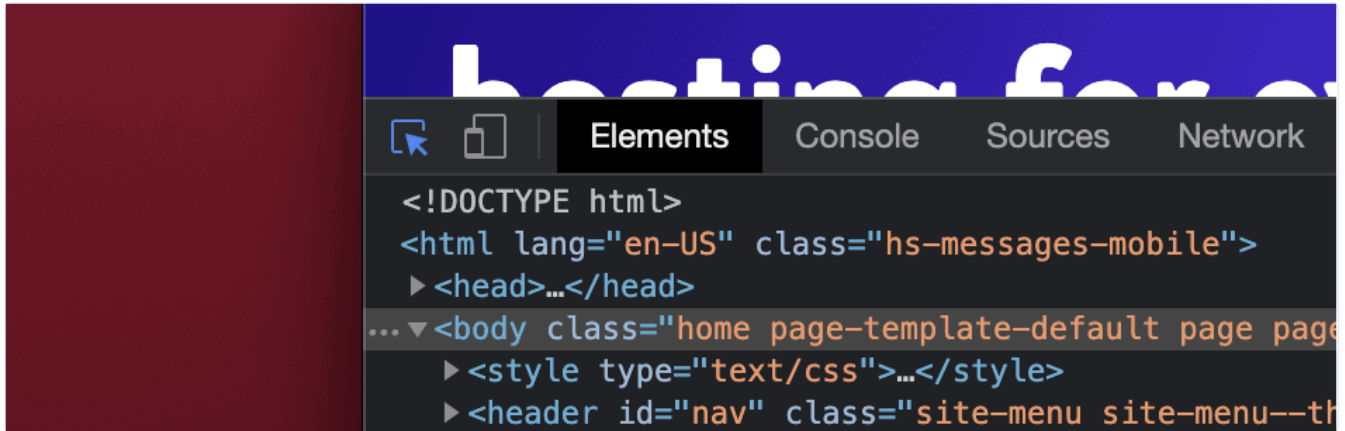 hosting for
Elements Console Sources Network
<!DOCTYPE html>
<html lang="en-US" class="hs-messages-mobile">
<head>…</head>
… <body class="home page-template-default page page
<style type="text/css">…</style>
<header id="nav" class="site-menu site-menu--th